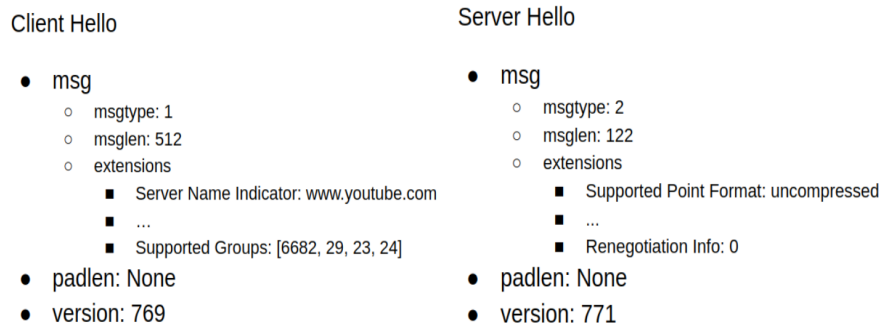 Client Hello
● msg
○ msgtype: 1
○ msglen: 512
○ extensions
■ Server Name Indicator: www.youtube.com
■ …
■ Supported Groups: [6682, 29, 23, 24]
● padlen: None
● version: 769
Server Hello
● msg
○ msgtype: 2
○ msglen: 122
○ extensions
■ Supported Point Format: uncompressed
■ ...
■ Renegotiation Info: 0
● padlen: None
● version: 771